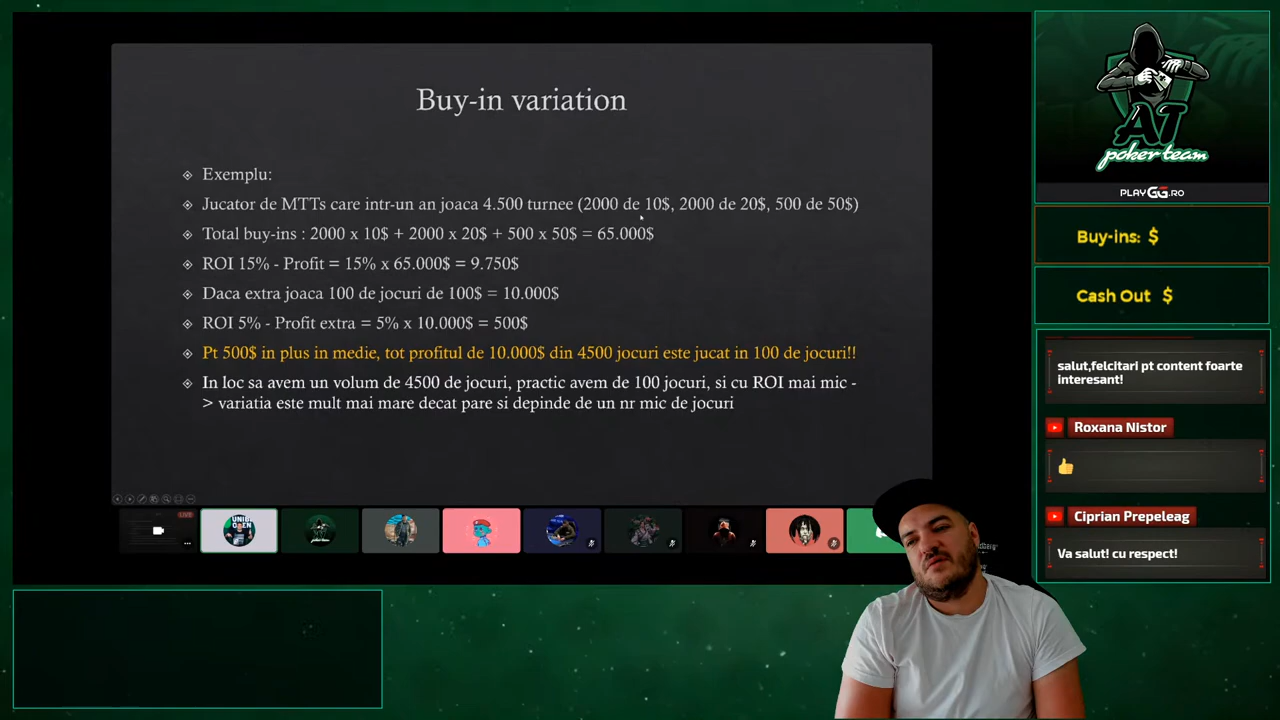 Buy-in variation
Exemplu:
Jucator de MTTs care intr-un an joaca 4.500 turnee (2000 de 10$, 2000 de 20$, 500 de 50$)
Total buy-ins : 2000 x 10$ + 2000 x 20$ + 500 x 50$ = 65.000$
ROI 15% - Profit = 15% x 65.000$ = 9.750$
Daca extra joaca 100 de jocuri de 100$ = 10.000$
ROI 5% - Profit extra = 5% x 10.000$ = 500$
Pt 500$ in plus in medie, tot profitul de 10.000$ din 4500 jocuri este jucat in 100 de jocuri!!
In loc sa avem un volum de 4500 de jocuri, practic avem de 100 jocuri, si cu ROI mai mic -
> variatia este mult mai mare decat pare si depinde de un nr mic de jocuri
LIVE
UNIBET
OPEN
AT
poker team
PLAY GG.RO
Buy-ins: $
Cash Out $
salut,felcitari pt content foarte
interesant!
Roxana Nistor
Ciprian Prepeleag
Va salut! cu respect!